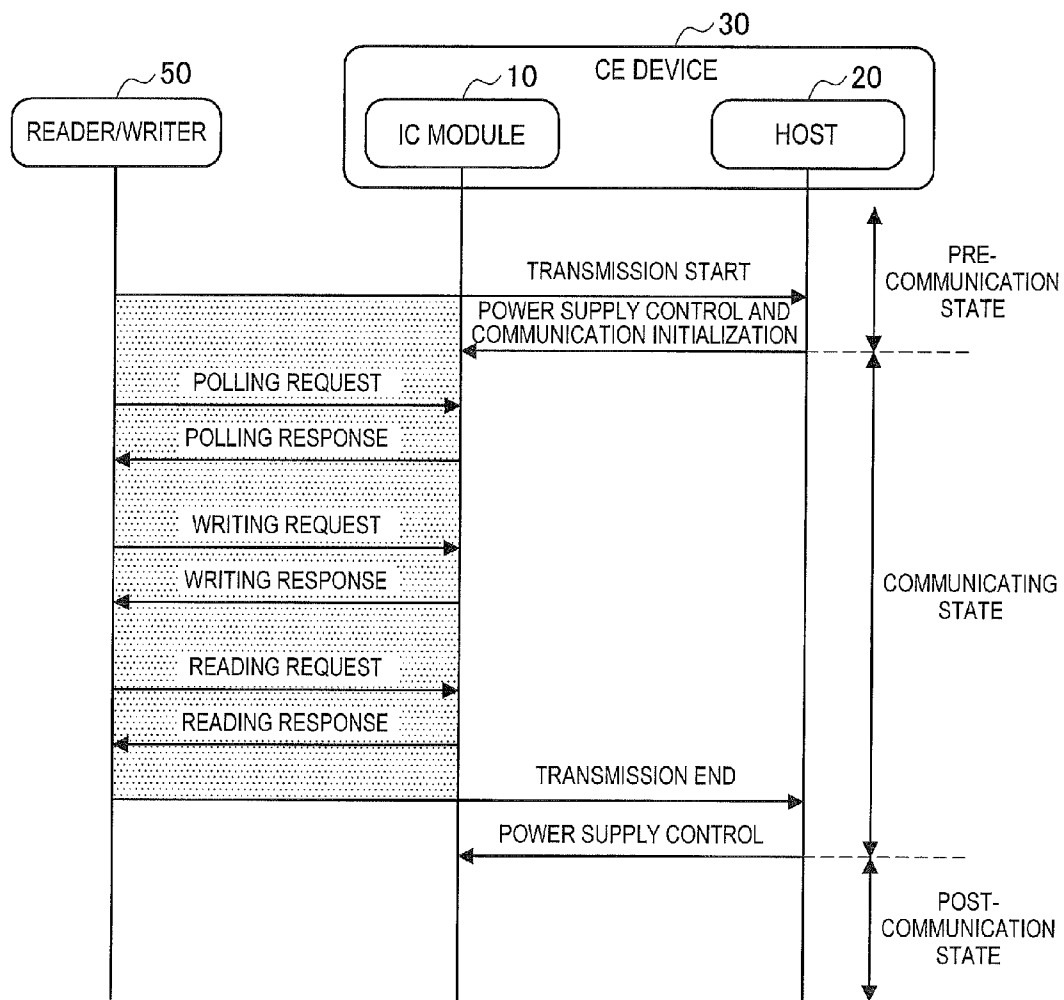 30
CE DEVICE
50
10
20
READER/WRITER
IC MODULE
HOST
TRANSMISSION START
PRE-
COMMUNICATION
STATE
POWER SUPPLY CONTROL AND
COMMUNICATION INITIALIZATION
POLLING REQUEST
POLLING RESPONSE
WRITING REQUEST
WRITING RESPONSE
COMMUNICATING
STATE
READING REQUEST
READING RESPONSE
TRANSMISSION END
POWER SUPPLY CONTROL
POST-
COMMUNICATION
STATE